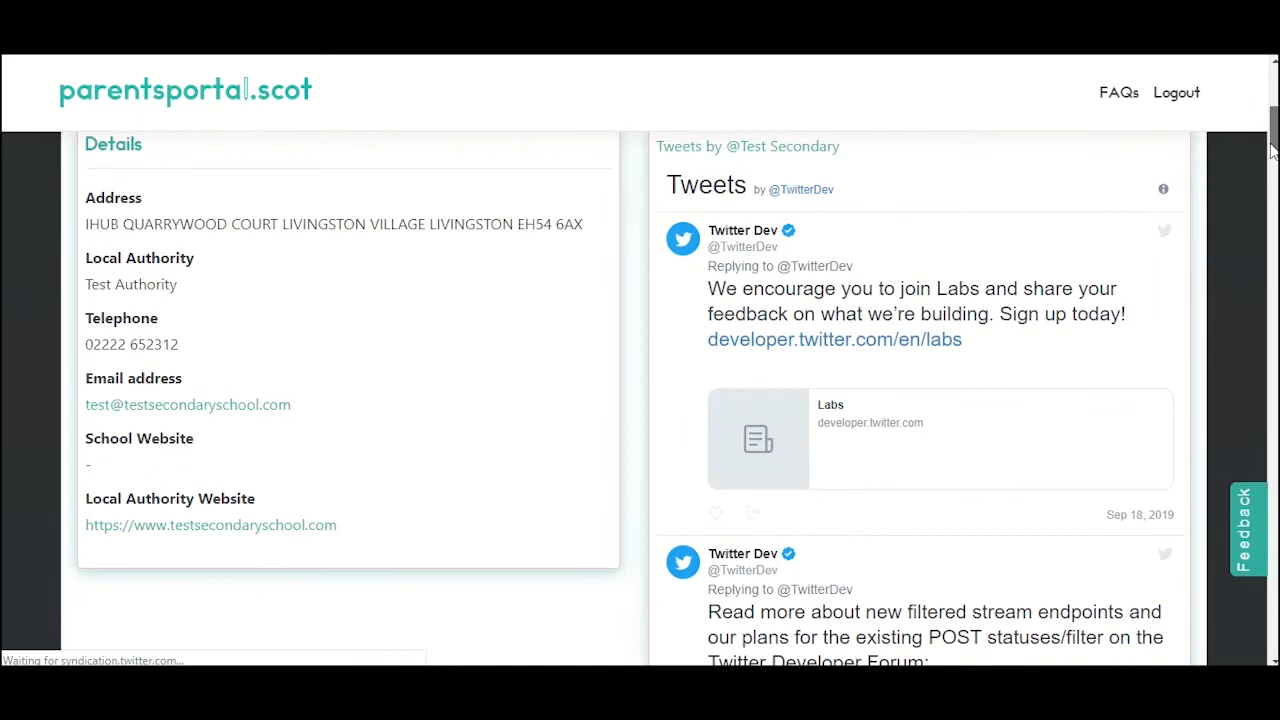 parentsportal.scot
FAQs
Logout
Details
Address
IHUB QUARRYWOOD COURT LIVINGSTON VILLAGE LIVINGSTON EH54 6AX
Local Authority
Test Authority
Telephone
02222 652312
Email address
test@testsecondaryschool.com
School Website
-
Local Authority Website
https://www.testsecondaryschool.com
Tweets by @Test Secondary
Tweets by @TwitterDev
Twitter Dev
@TwitterDev
Replying to @TwitterDev
We encourage you to join Labs and share your
feedback on what we’re building. Sign up today!
developer.twitter.com/en/labs
Labs
developer.twitter.com
Sep 18, 2019
Twitter Dev
@TwitterDev
Replying to @TwitterDev
Read more about new filtered stream endpoints and
our plans for the existing POST statuses/filter on the
Twitter Developer Forum:
Feedback
Waiting for syndication.twitter.com...